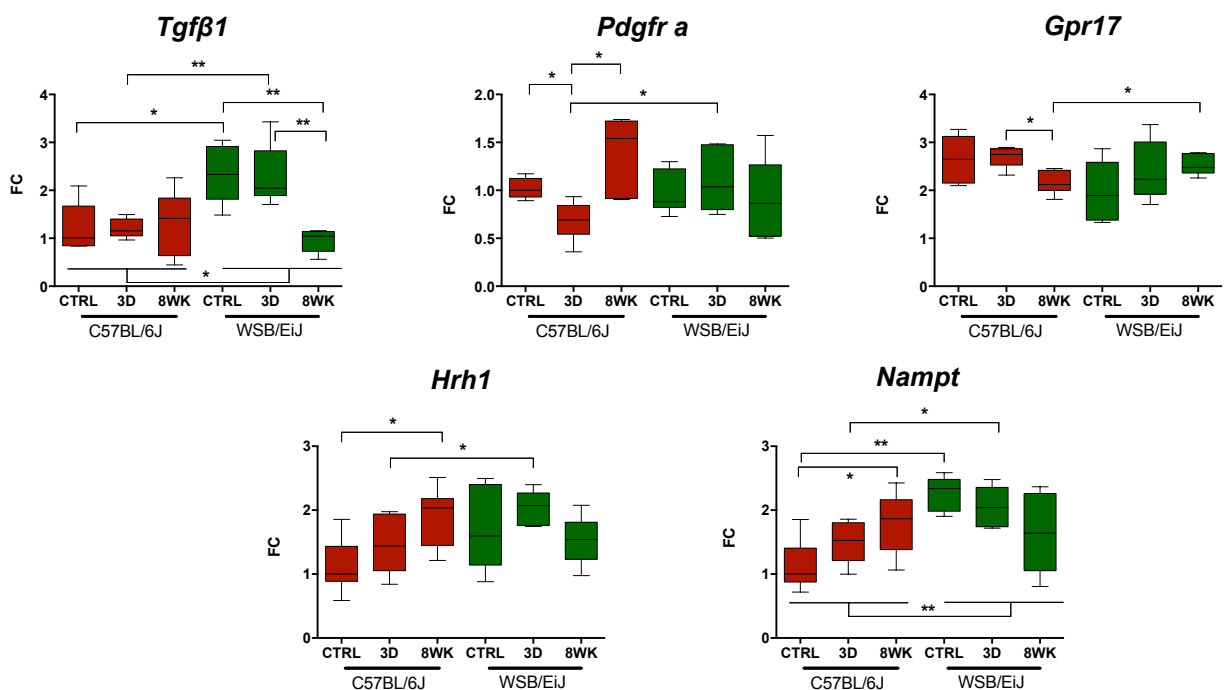 Tgfβ1
**
*
**
**
4
3
2
1
0
FC
*
CTRL 3D 8WK CTRL 3D 8WK
C57BL/6J WSB/EiJ
Pdgfr a
*
*
*
2.0
1.5
1.0
0.5
0.0
FC
CTRL 3D 8WK CTRL 3D 8WK
C57BL/6J WSB/EiJ
Gpr17
*
*
4
3
2
1
0
FC
CTRL 3D 8WK CTRL 3D 8WK
C57BL/6J WSB/EiJ
Hrh1
*
*
3
2
1
0
FC
CTRL 3D 8WK CTRL 3D 8WK
C57BL/6J WSB/EiJ
Nampt
*
**
*
3
2
1
0
FC
**
CTRL 3D 8WK CTRL 3D 8WK
C57BL/6J WSB/EiJ